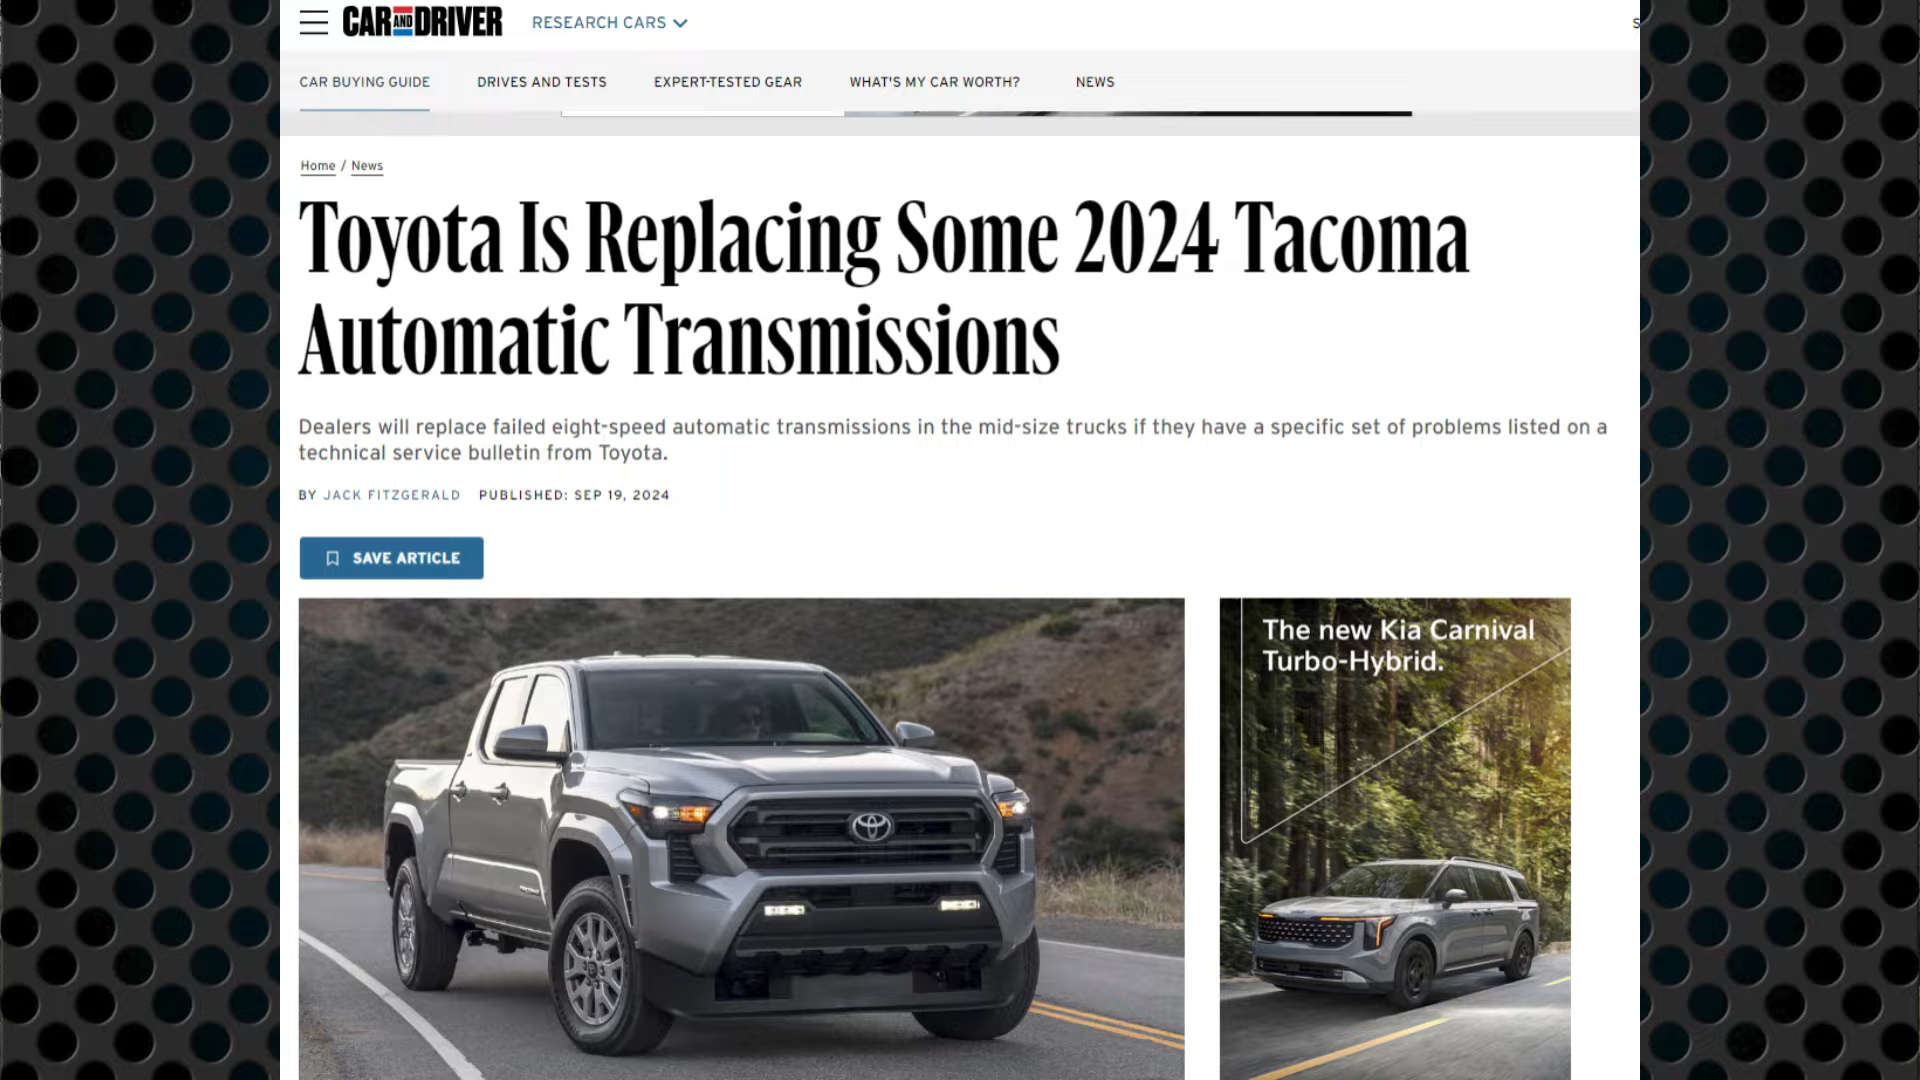 CAR AND DRIVER
RESEARCH CARS
S
CAR BUYING GUIDE
DRIVES AND TESTS
EXPERT-TESTED GEAR
WHAT'S MY CAR WORTH?
NEWS
Home / News
Toyota Is Replacing Some 2024 Tacoma
Automatic Transmissions
Dealers will replace failed eight-speed automatic transmissions in the mid-size trucks if they have a specific set of problems listed on a
technical service bulletin from Toyota.
BY JACK FITZGERALD PUBLISHED: SEP 19, 2024
SAVE ARTICLE
The new Kia Carnival
Turbo-Hybrid.